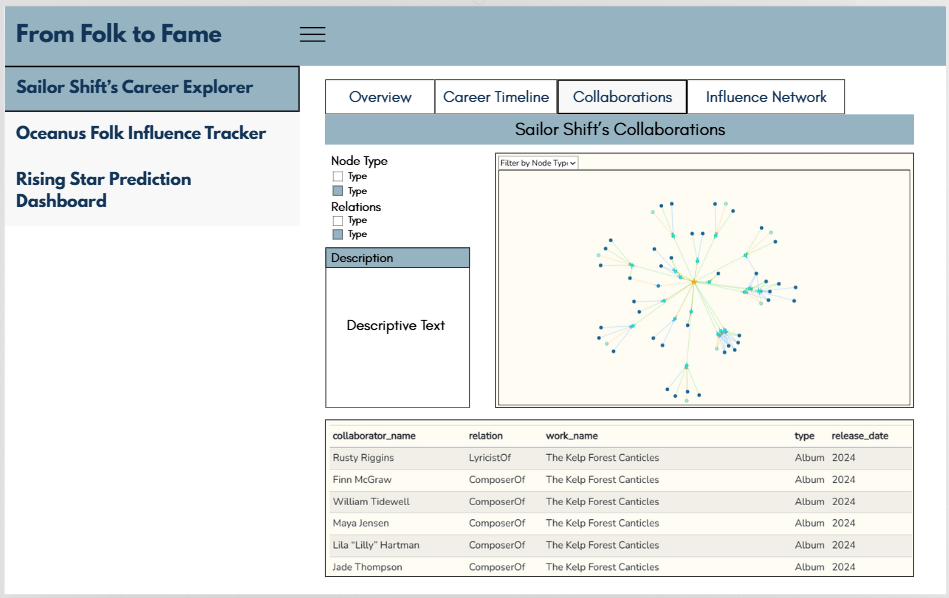 From Folk to Fame
Sailor Shift's Career Explorer
Oceanus Folk Influence Tracker
Rising Star Prediction
Dashboard
Overview
Career Timeline
Collaborations
Influence Network
Sailor Shift's Collaborations
Node Type
Type
Type
Relations
Type
Type
Description
Descriptive Text
Filter by Node Typ
collaborator_name relation work_name type release_date
Rusty Riggins LyricistOf The Kelp Forest Canticles Album 2024
Finn McGraw ComposerOf The Kelp Forest Canticles Album 2024
William Tidewell ComposerOf The Kelp Forest Canticles Album 2024
Maya Jensen ComposerOf The Kelp Forest Canticles Album 2024
Lila "Lilly" Hartman ComposerOf The Kelp Forest Canticles Album 2024
Jade Thompson ComposerOf The Kelp Forest Canticles Album 2024